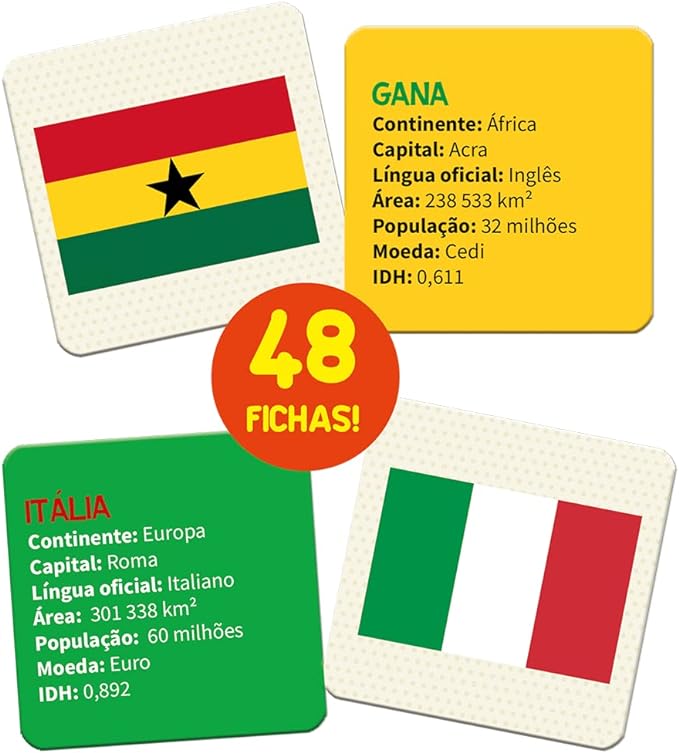 GANA
Continente: África
Capital: Acra
Língua oficial: Inglês
Área: 238 533 km²
População: 32 milhões
Moeda: Cedi
IDH: 0,611
48
FICHAS!
ITÁLIA
Continente: Europa
Capital: Roma
Língua oficial: Italiano
Área: 301 338 km²
População: 60 milhões
Moeda: Euro
IDH: 0,892